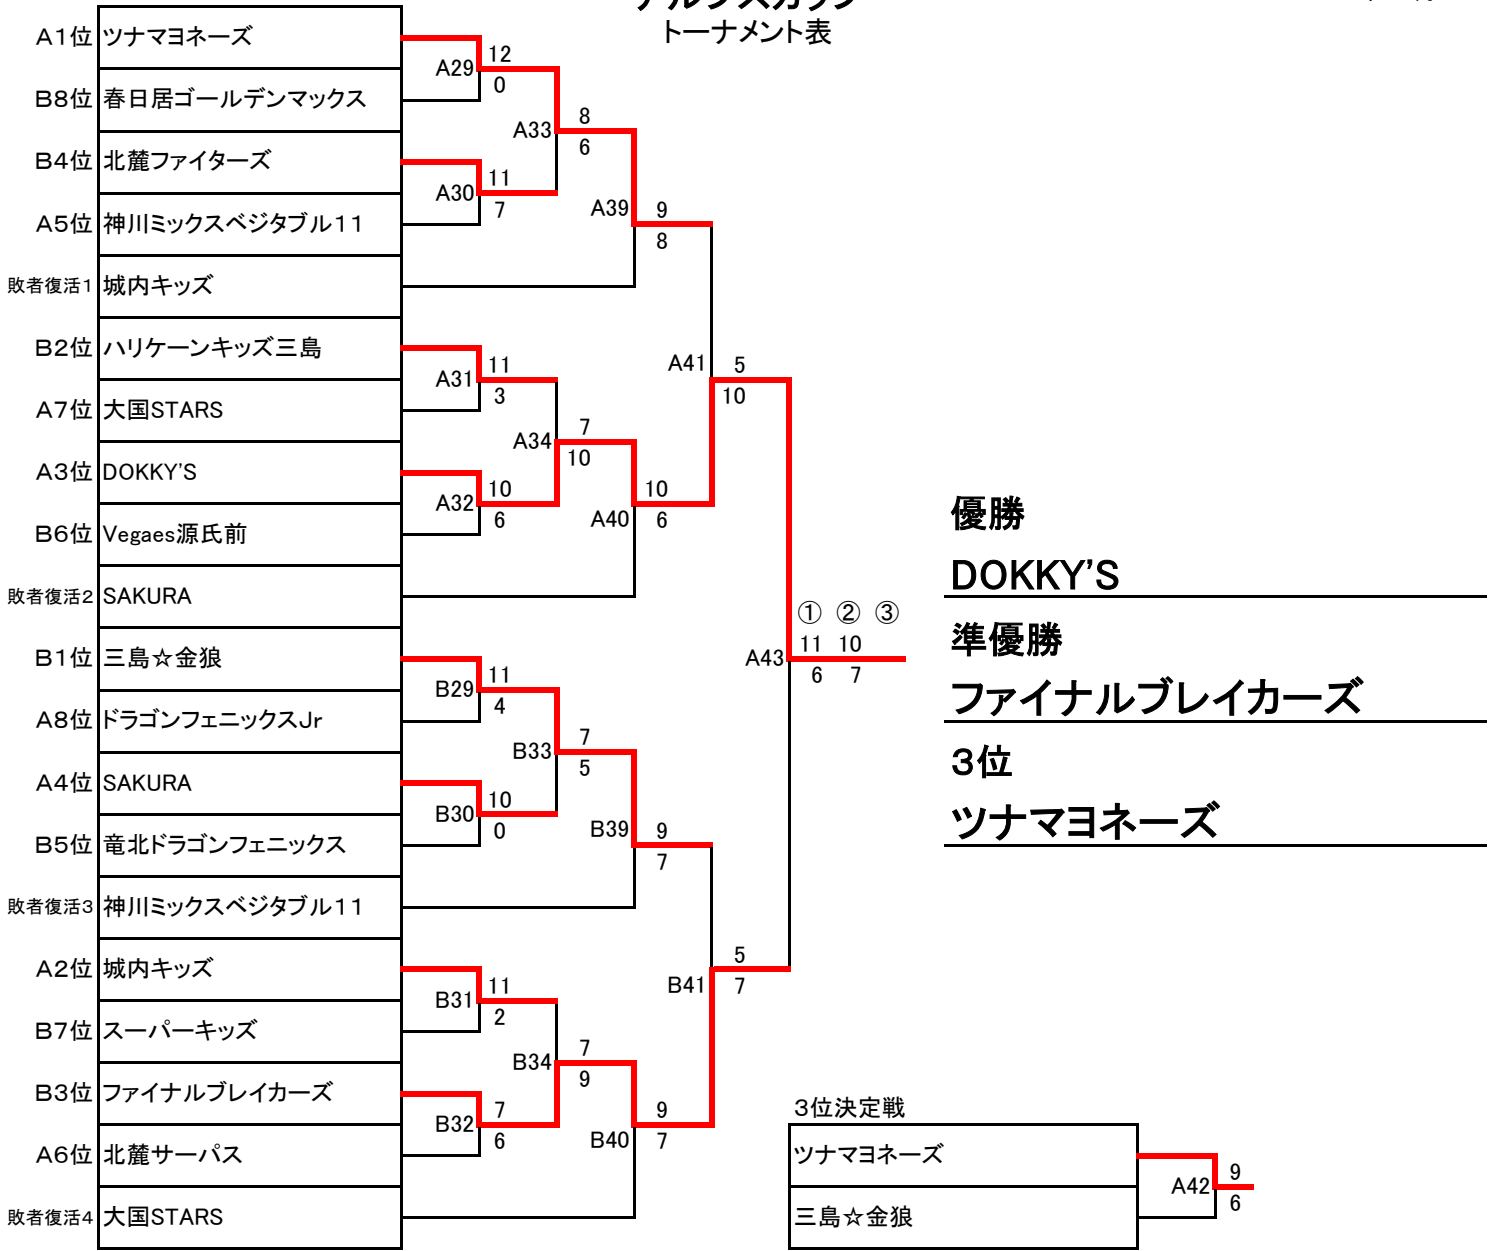 トーナメント表
A1位 ツナマヨネーズ
B8位 春日居ゴールデンマックス
B4位 北麓ファイターズ
A5位 神川ミックスベジタブル11
敗者復活1 城内キッズ
B2位 ハリケーンキッズ三島
A7位 大国STARS
A3位 DOKKY'S
B6位 Vegaes源氏前
敗者復活2 SAKURA
B1位 三島☆金狼
A8位 ドラゴンフェニックスJr
A4位 SAKURA
B5位 竜北ドラゴンフェニックス
敗者復活3 神川ミックスベジタブル11
A2位 城内キッズ
B7位 スーパーキッズ
B3位 ファイナルブレイカーズ
A6位 北麓サーパス
敗者復活4 大国STARS
A29 12
0
A30 11
7
A31 11
3
A32 10
6
B29 11
4
B30 10
0
B31 11
2
B32 7
6
A33 8
6
A34 7
10
B33 7
5
B34 7
9
A39 9
8
A40 10
6
B39 9
7
B40 9
7
A41 5
10
B41 5
7
① ② ③
A43 11 10
6 7
優勝
DOKKY'S
準優勝
ファイナルブレイカーズ
3位
ツナマヨネーズ
3位決定戦
ツナマヨネーズ
三島☆金狼
A42 9
6